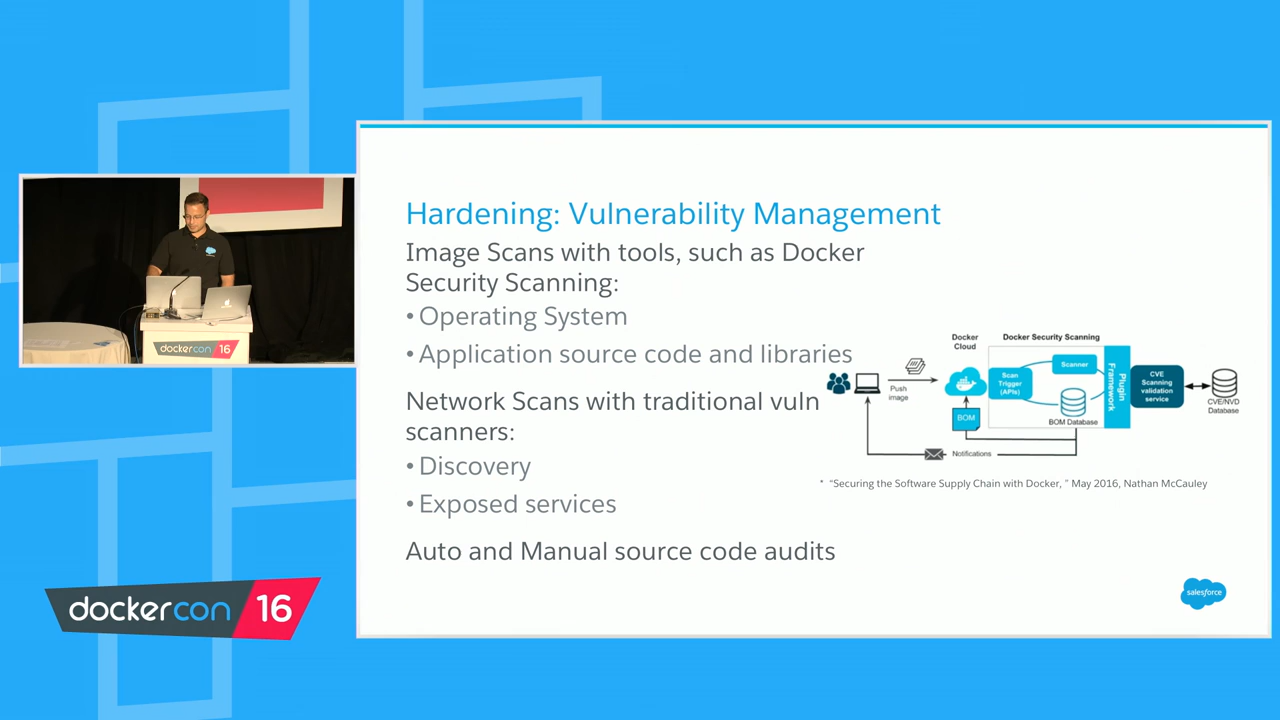 Hardening: Vulnerability Management
Image Scans with tools, such as Docker
Security Scanning:
• Operating System
• Application source code and libraries
Network Scans with traditional vuln
scanners:
• Discovery
• Exposed services
Auto and Manual source code audits
Docker
Cloud
Docker Security Scanning
Push
image
Scan
Trigger
(APIs)
Scanner
BOM Database
Plugin
Framework
CVE
Scanning
validation
service
CVE/NVD
Database
BOM
Notifications
* “Securing the Software Supply Chain with Docker, ” May 2016, Nathan McCauley
salesforce
dockercon 16
dockercon 16